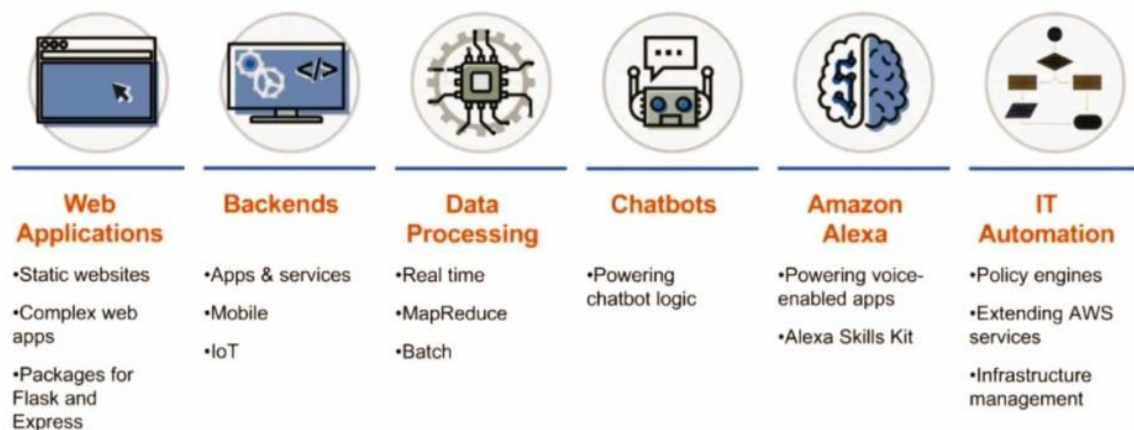 </>
Web
Applications
•Static websites
•Complex web
apps
•Packages for
Flask and
Express
Backends
•Apps & services
•Mobile
•IoT
Data
Processing
•Real time
•MapReduce
•Batch
Chatbots
•Powering
chatbot logic
Amazon
Alexa
•Powering voice-
enabled apps
•Alexa Skills Kit
IT
Automation
•Policy engines
•Extending AWS
services
•Infrastructure
management